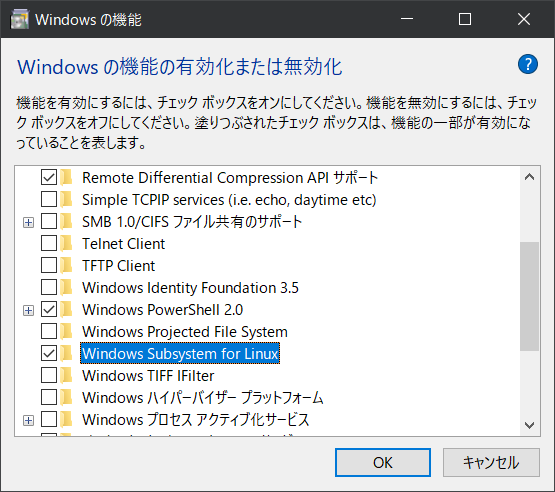 Windows の機能
Windows の機能の有効化または無効化
機能を有効にするには、チェック ボックスをオンにしてください。機能を無効にするには、チェッ
ク ボックスをオフにしてください。塗りつぶされたチェック ボックスは、機能の一部が有効になっ
ていることを表します。
Remote Differential Compression API サポート
Simple TCPIP services (i.e. echo, daytime etc)
SMB 1.0/CIFS ファイル共有のサポート
Telnet Client
TFTP Client
Windows Identity Foundation 3.5
Windows PowerShell 2.0
Windows Projected File System
Windows Subsystem for Linux
Windows TIFF IFilter
Windows ハイパーバイザー プラットフォーム
Windows プロセス アクティブ化サービス
OK
キャンセル